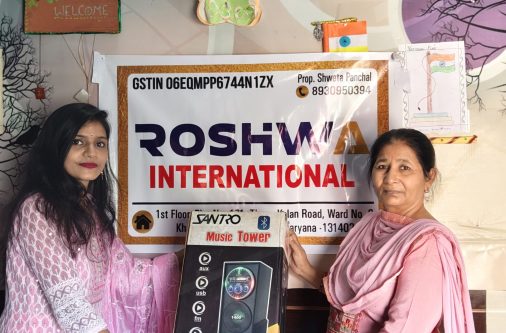 WELCOME
GSTIN 06EQMPP6744N1ZX
Prop. Shweta Panchal
8930950394
ROSHWA
INTERNATIONAL
1st Floor
Road, Ward No
SANTRO
Music Tower
aux
usb
fm